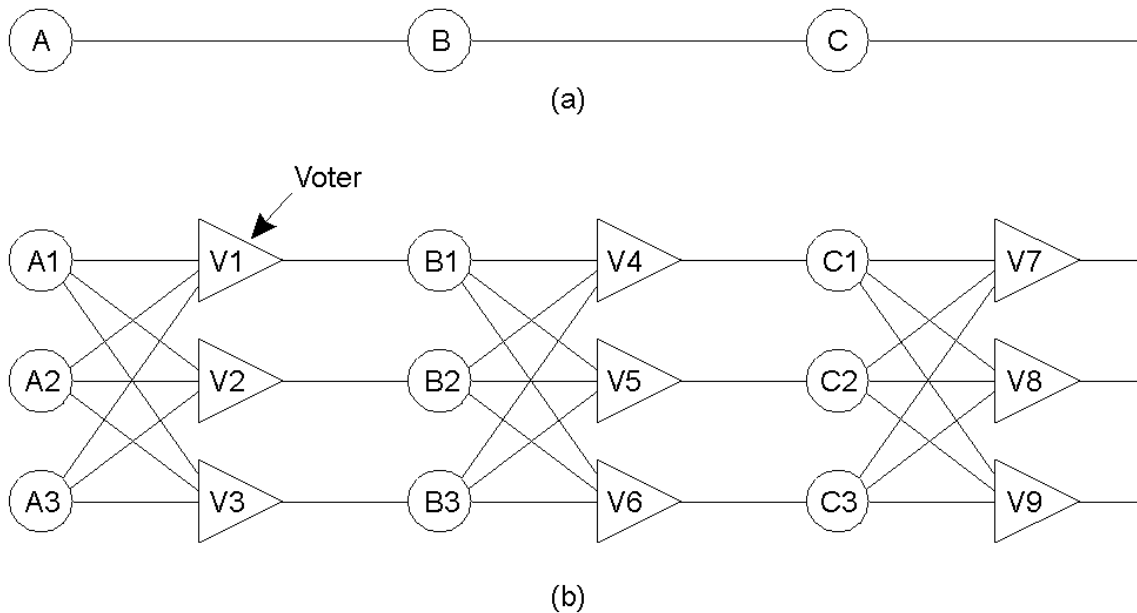 A B C
(a)
Voter
A1 V1 B1 V4 C1 V7
A2 V2 B2 V5 C2 V8
A3 V3 B3 V6 C3 V9
(b)